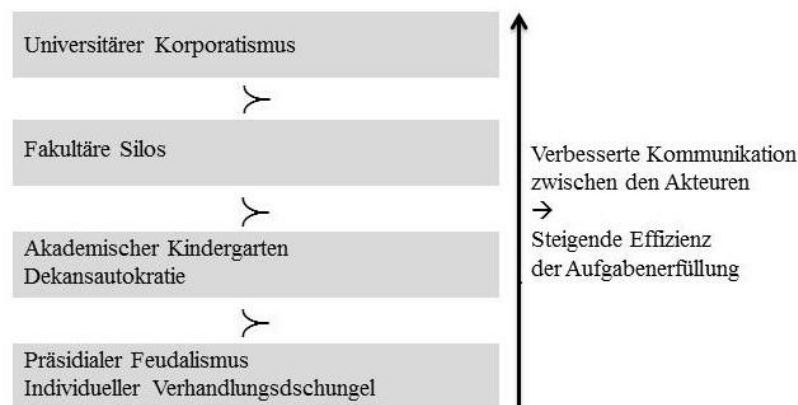 Universitärer Korporatismus
≻
Fakultäre Silos
≻
Akademischer Kindergarten
Dekansautokratie
≻
Präsidialer Feudalismus
Individueller Verhandlungsdschungel
Verbesserte Kommunikation
zwischen den Akteuren
→
Steigende Effizienz
der Aufgabenerfüllung